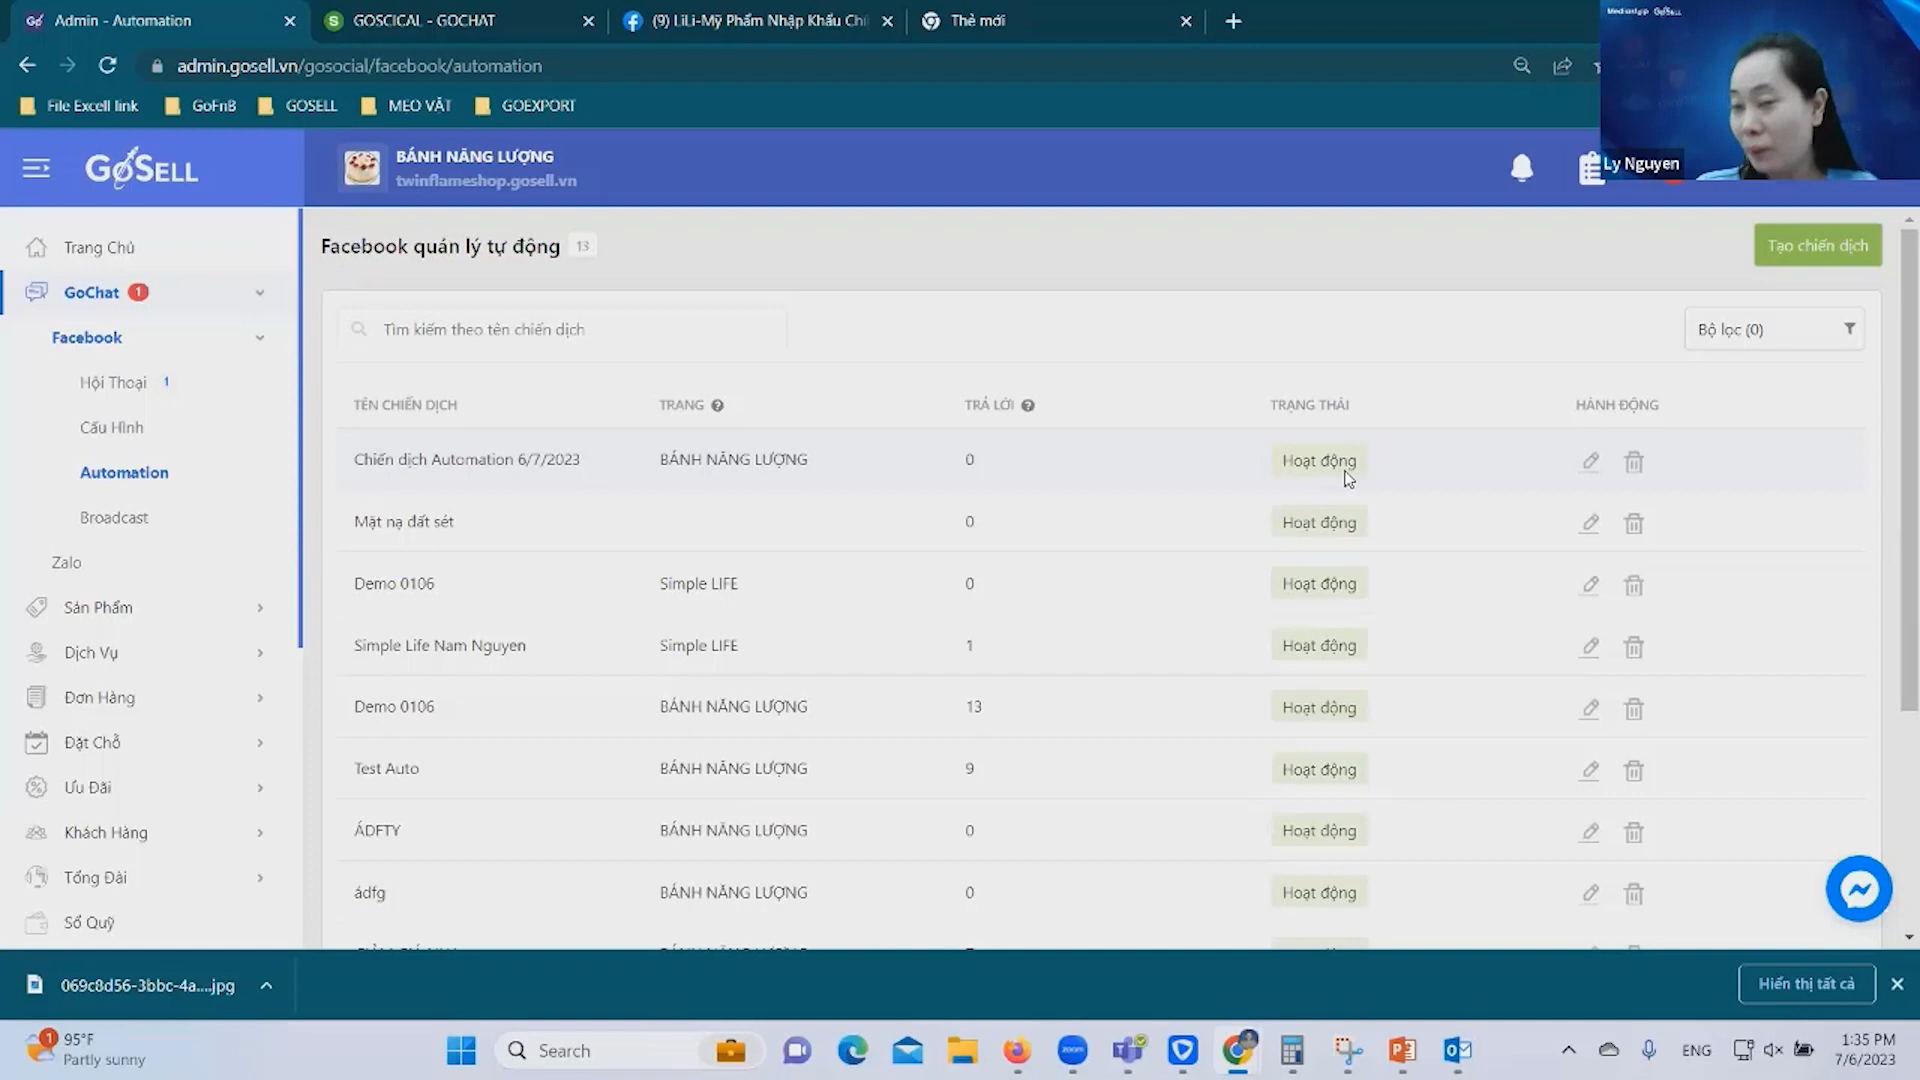 Admin - Automation
GOSCICAL - GOCHAT
(9) LiLi-Mỹ Phẩm Nhập Khẩu Chí
Thẻ mới
admin.gosell.vn/gosocial/facebook/automation
File Excell link
GoFnB
GOSELL
MEO VẶT
GOEXPORT
Mediastep GoSELL
Ly Nguyen
GoSELL
BÁNH NĂNG LƯỢNG
twinflameshop.gosell.vn
Trang Chủ
GoChat 1
Facebook
Hội Thoại 1
Cấu Hình
Automation
Broadcast
Zalo
Sản Phẩm
Dịch Vụ
Đơn Hàng
Đặt Chỗ
Ưu Đãi
Khách Hàng
Tổng Đài
Sổ Quỹ
Facebook quản lý tự động 13
Tạo chiến dịch
Tìm kiếm theo tên chiến dịch
Bộ lọc (0)
TÊN CHIẾN DỊCH TRANG TRẢ LỜI TRẠNG THÁI HÀNH ĐỘNG
Chiến dịch Automation 6/7/2023 BÁNH NĂNG LƯỢNG 0 Hoạt động
Mặt nạ đất sét 0 Hoạt động
Demo 0106 Simple LIFE 0 Hoạt động
Simple Life Nam Nguyen Simple LIFE 1 Hoạt động
Demo 0106 BÁNH NĂNG LƯỢNG 13 Hoạt động
Test Auto BÁNH NĂNG LƯỢNG 9 Hoạt động
ÁDFTY BÁNH NĂNG LƯỢNG 0 Hoạt động
ádfg BÁNH NĂNG LƯỢNG 0 Hoạt động
069c8d56-3bbc-4a....jpg
Hiển thị tất cả
1
95°F
Partly sunny
Search
zoom
ENG
1:35 PM
7/6/2023